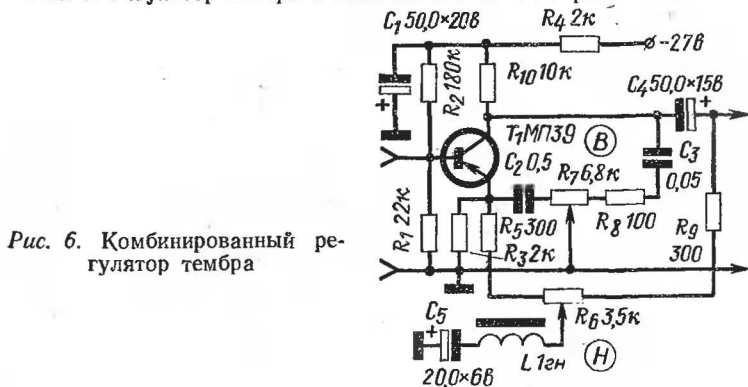 C₁ 50,0×20в
R₄ 2к
−27в
R₂ 180к
R₁₀ 10к
C₄ 50,0×15в
+
+
T₁ МП39
В
C₂ 0,5
R₇ 6,8к
C₃
0,05
R₁ 22к
R₅ 300
R₈ 100
R₉
300
R₃ 2к
Рис. 6. Комбинированный ре-
гулятор тембра
R₆ 3,5к
C₅
+
L 1гн
Н
20,0×6в